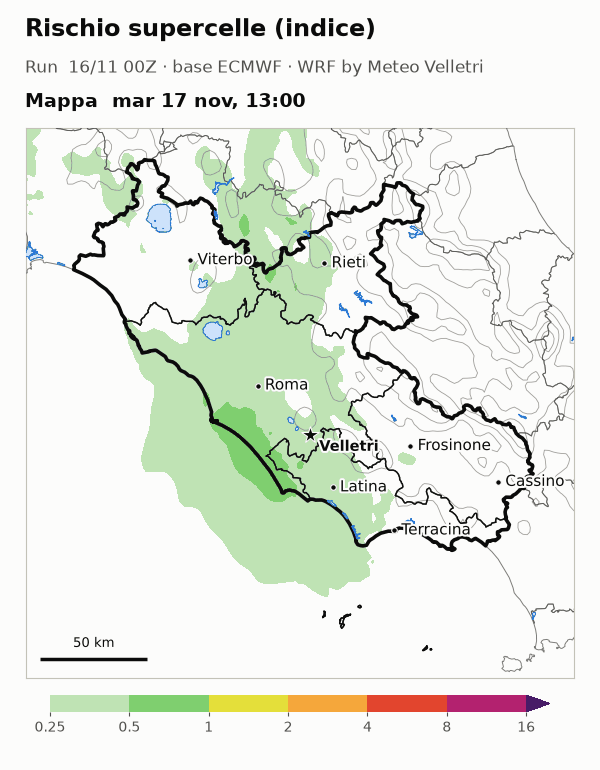 Rischio supercelle (indice)
Run  16/11 00Z · base ECMWF · WRF by Meteo Velletri
Mappa  mar 17 nov, 13:00
Viterbo
Rieti
Roma
Velletri
Frosinone
Cassino
Latina
Terracina
50 km
0.25 0.5 1 2 4 8 16